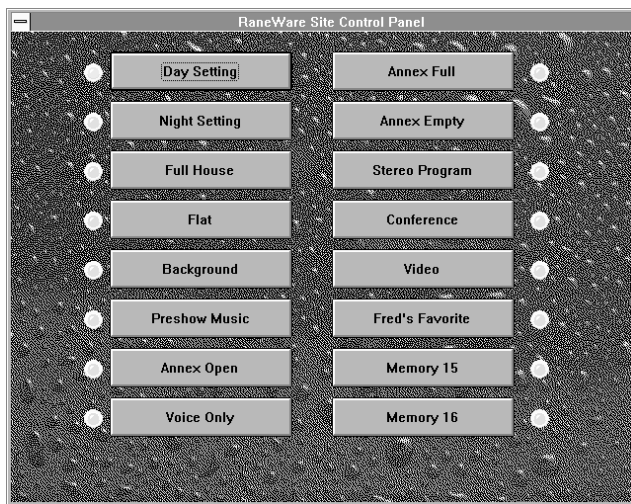 RaneWare Site Control Panel
Day Setting
Night Setting
Full House
Flat
Background
Preshow Music
Annex Open
Voice Only
Annex Full
Annex Empty
Stereo Program
Conference
Video
Fred's Favorite
Memory 15
Memory 16